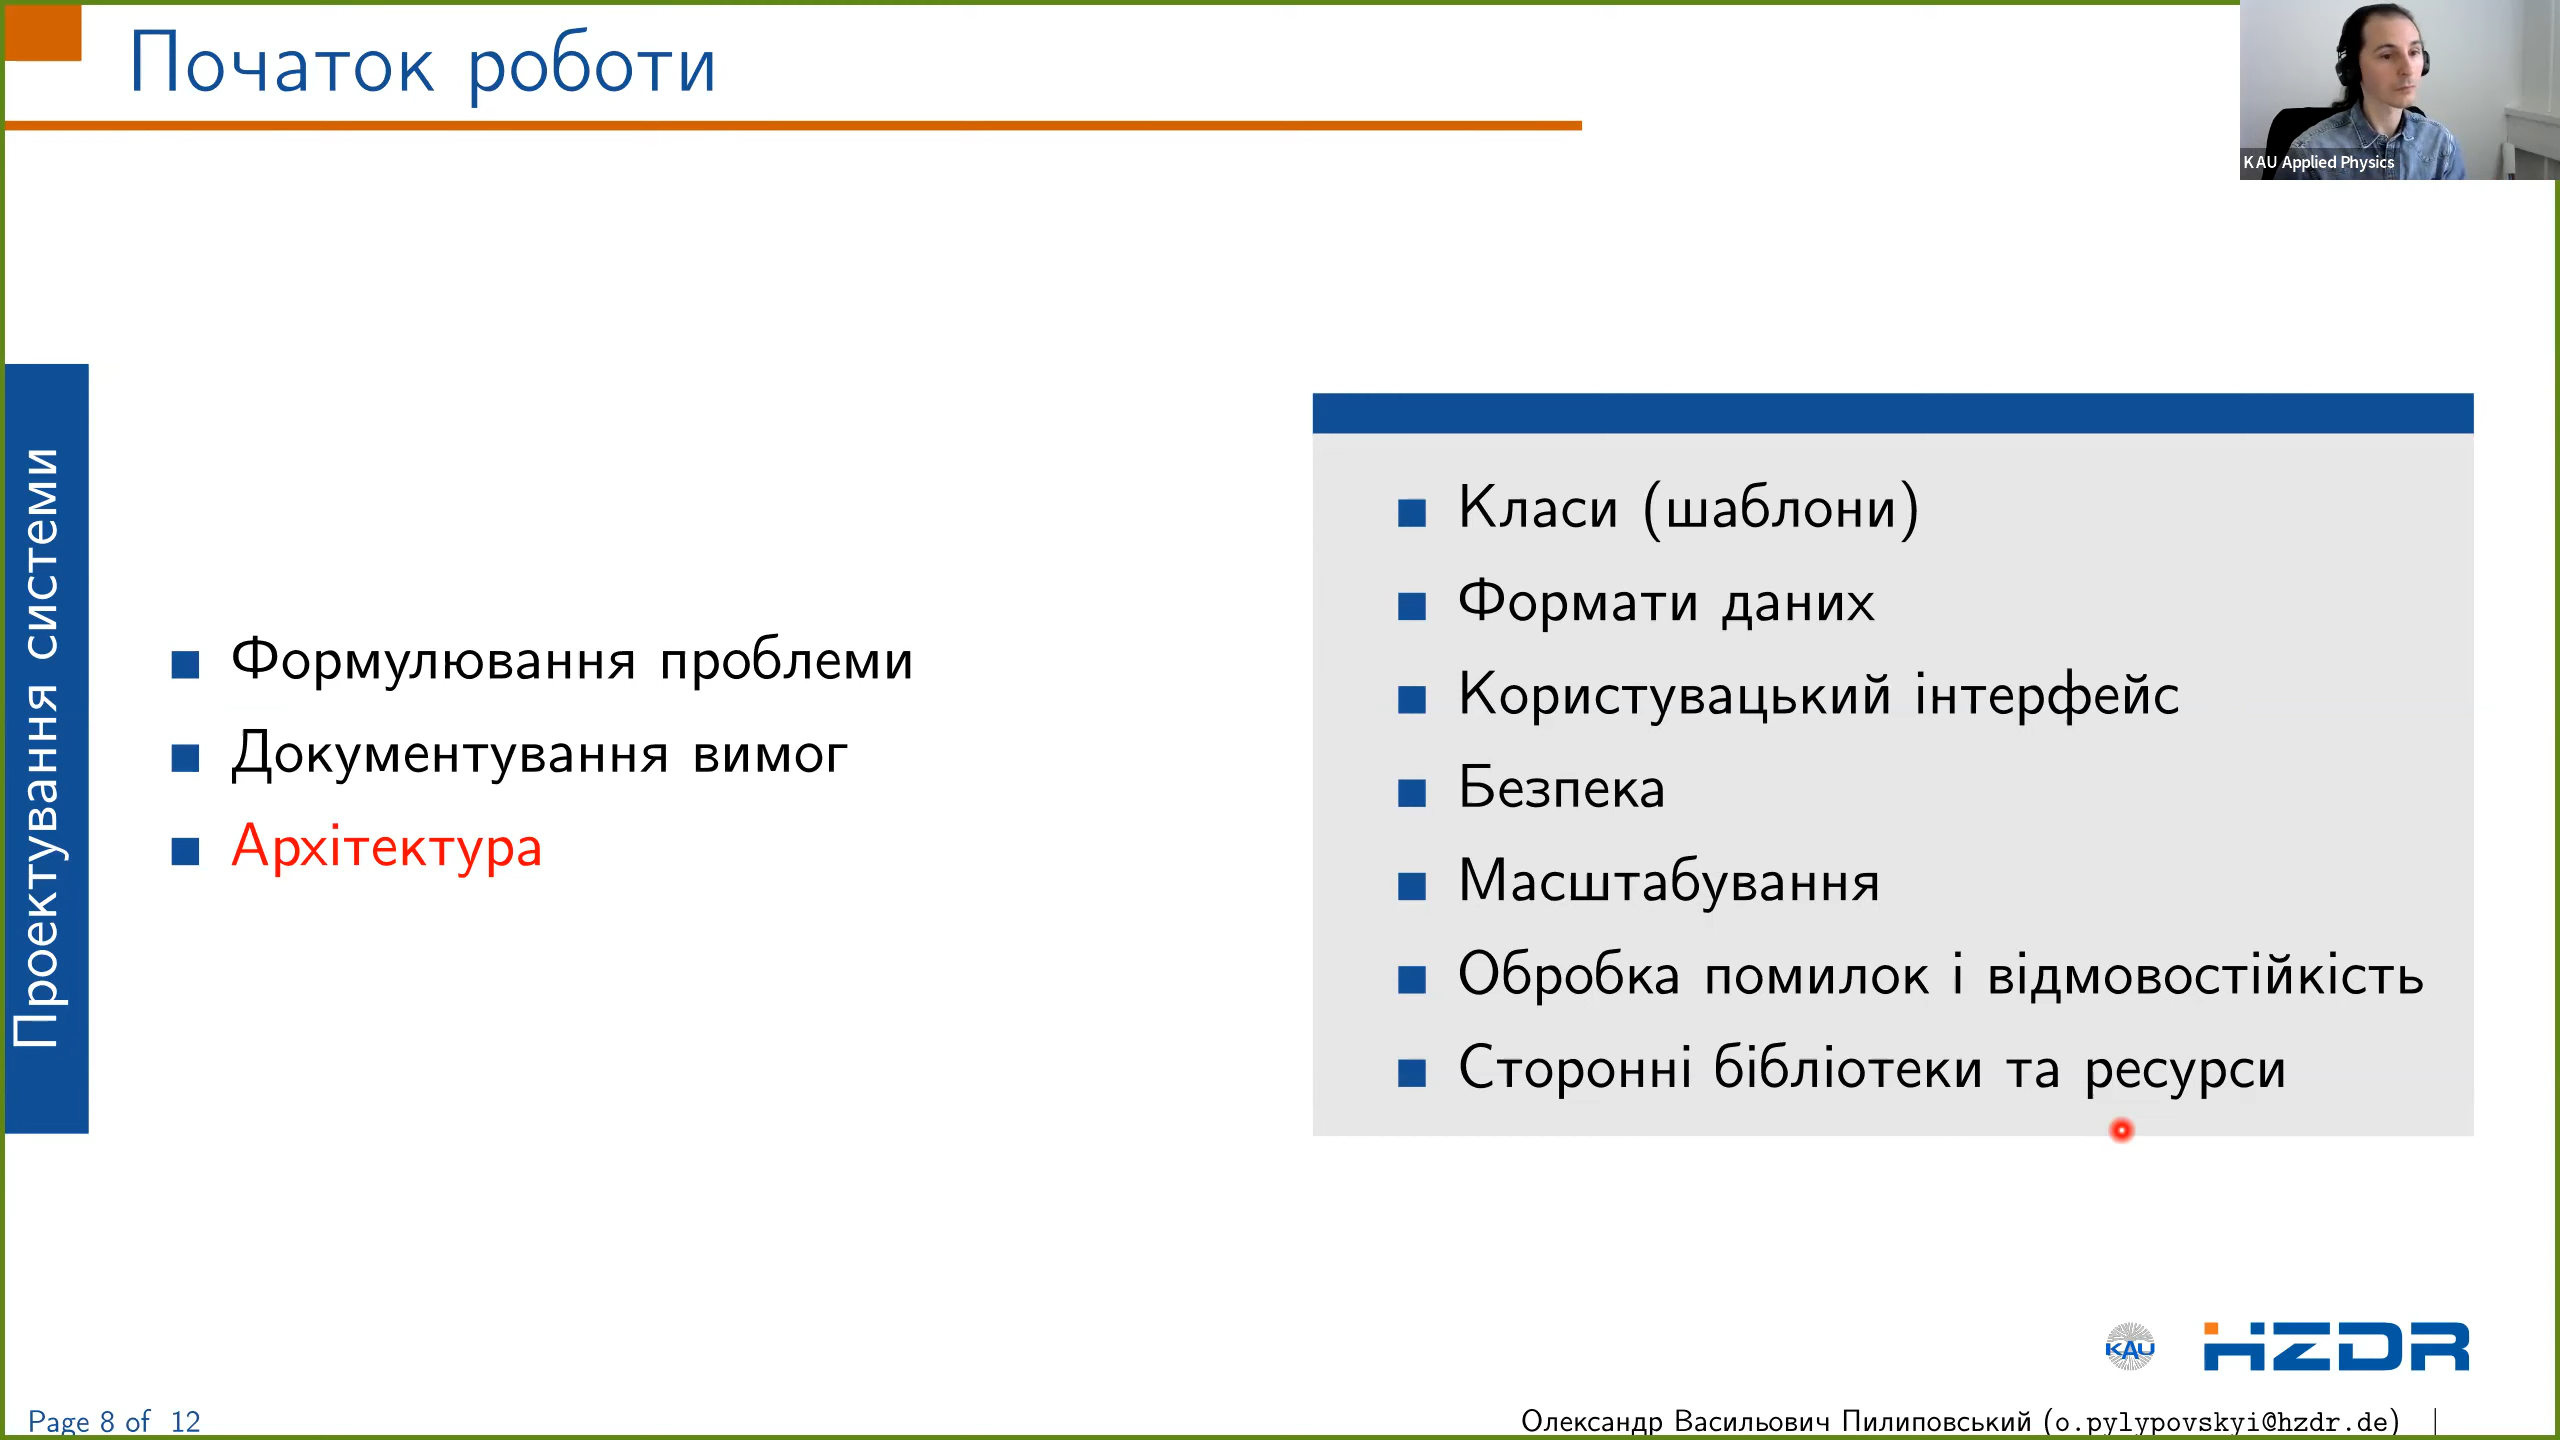 Початок роботи
KAU Applied Physics
Проектування системи
Формулювання проблеми
Документування вимог
Архітектура
Класи (шаблони)
Формати даних
Користувацький інтерфейс
Безпека
Масштабування
Обробка помилок і відмовостійкість
Сторонні бібліотеки та ресурси
KAU
HZDR
Page 8 of 12
Олександр Васильович Пилиповський (o.pylypovskyi@hzdr.de) |